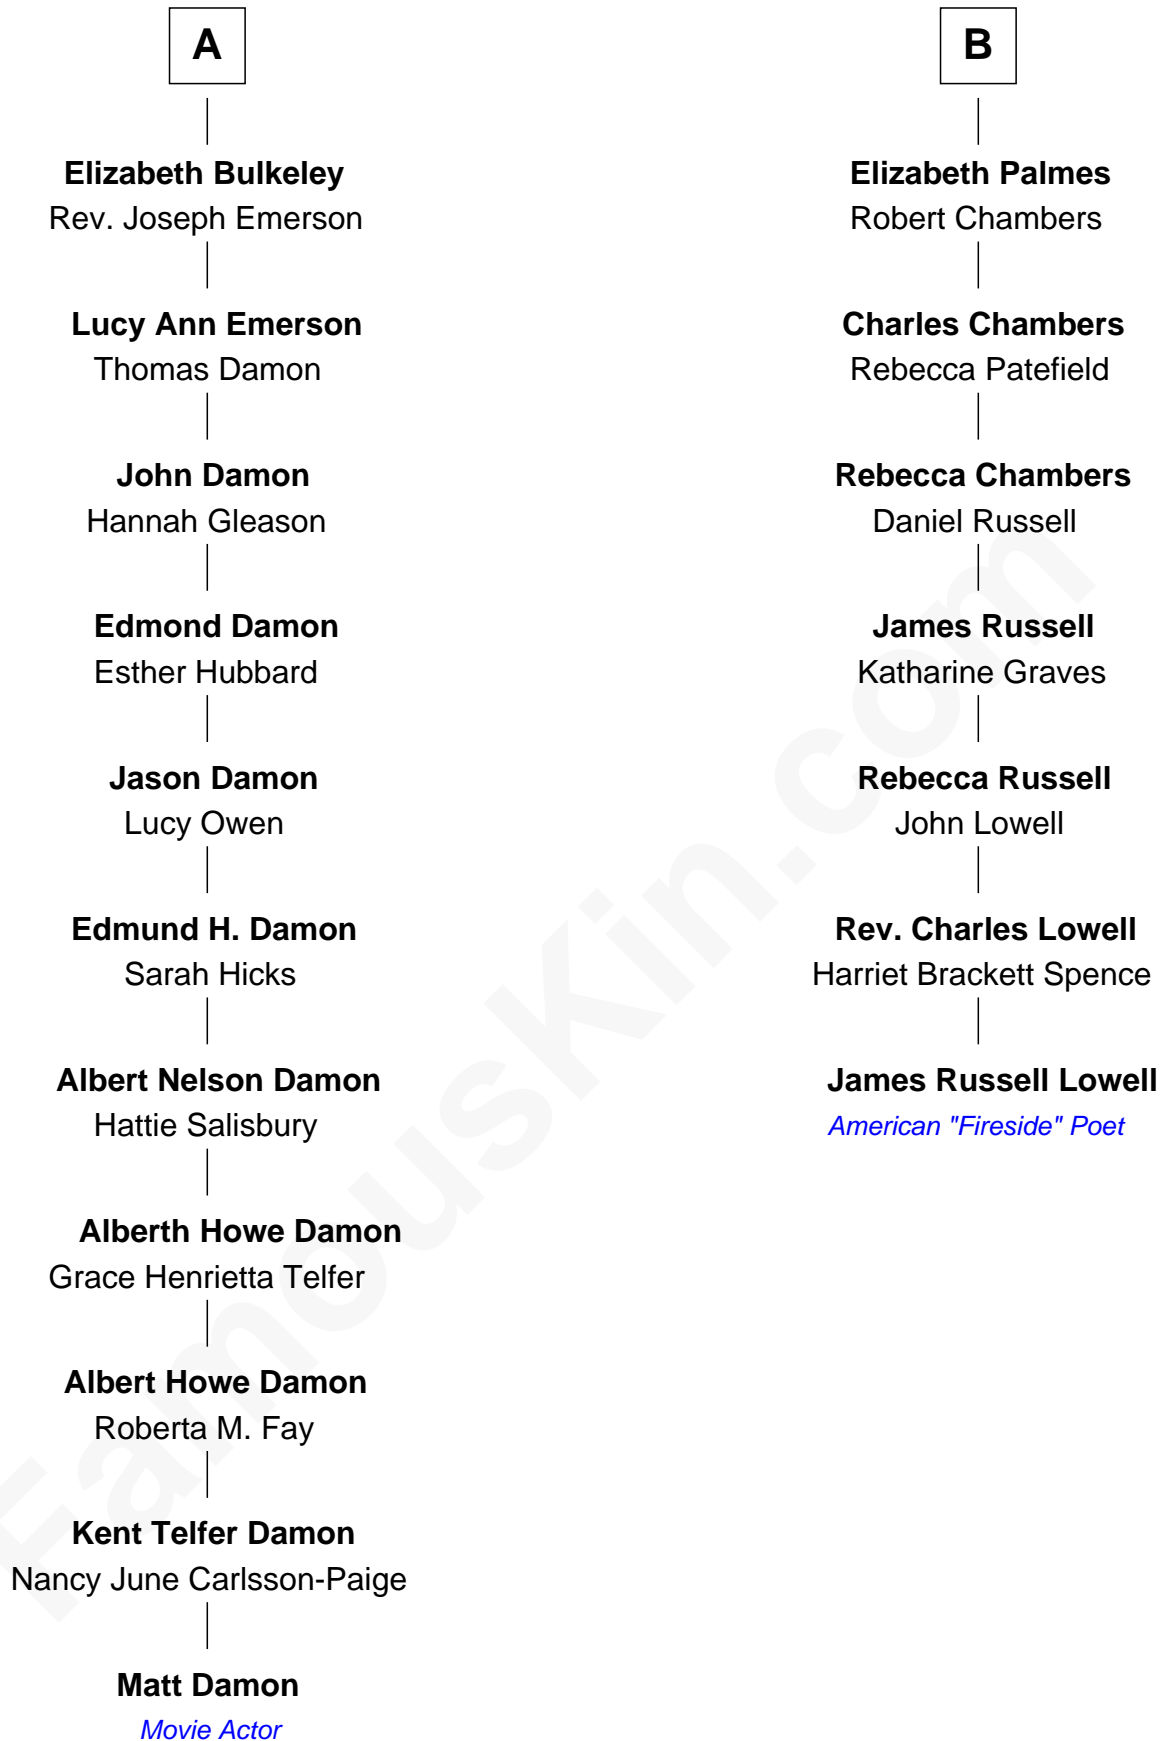 A
Elizabeth Bulkeley
Rev. Joseph Emerson
Lucy Ann Emerson
Thomas Damon
John Damon
Hannah Gleason
Edmond Damon
Esther Hubbard
Jason Damon
Lucy Owen
Edmund H. Damon
Sarah Hicks
Albert Nelson Damon
Hattie Salisbury
Alberth Howe Damon
Grace Henrietta Telfer
Albert Howe Damon
Roberta M. Fay
Kent Telfer Damon
Nancy June Carlsson-Paige
Matt Damon
Movie Actor
B
Elizabeth Palmes
Robert Chambers
Charles Chambers
Rebecca Patefield
Rebecca Chambers
Daniel Russell
James Russell
Katharine Graves
Rebecca Russell
John Lowell
Rev. Charles Lowell
Harriet Brackett Spence
James Russell Lowell
American "Fireside" Poet
FamousKin.com